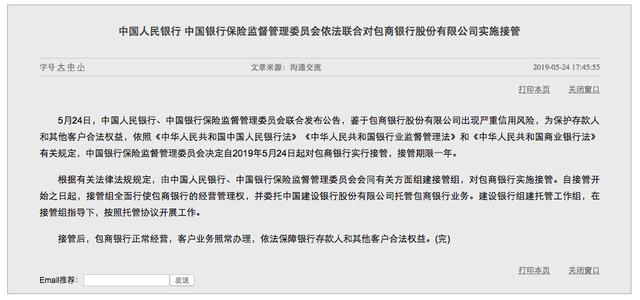 中国人民银行 中国银行保险监督管理委员会依法联合对包商银行股份有限公司实施接管
字号 大 中 小 文章来源：沟通交流 2019-05-24 17:45:55
打印本页 关闭窗口
5月24日，中国人民银行、中国银行保险监督管理委员会联合发布公告，鉴于包商银行股份有限公司出现严重信用风险，为保护存款人
和其他客户合法权益，依照《中华人民共和国中国人民银行法》《中华人民共和国银行业监督管理法》和《中华人民共和国商业银行法》
有关规定，中国银行保险监督管理委员会决定自2019年5月24日起对包商银行实行接管，接管期限一年。
根据有关法律法规规定，由中国人民银行、中国银行保险监督管理委员会会同有关方面组建接管组，对包商银行实施接管。自接管开
始之日起，接管组全面行使包商银行的经营管理权，并委托中国建设银行股份有限公司托管包商银行业务。建设银行组建托管工作组，在
接管组指导下，按照托管协议开展工作。
接管后，包商银行正常经营，客户业务照常办理，依法保障银行存款人和其他客户合法权益。(完)
打印本页 关闭窗口
Email推荐： 发送